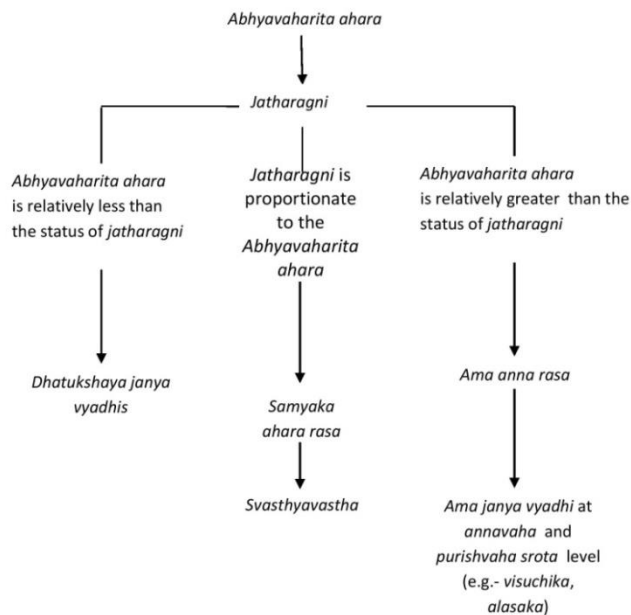 Abhyavaharita ahara
Jatharagni
Abhyavaharita ahara
is relatively less than
the status of jatharagni
Dhatukshaya janya
vyadhis
Jatharagni is
proportionate
to the
Abhyavaharita
ahara
Samyaka
ahara rasa
Svasthyavastha
Abhyavaharita ahara
is relatively greater than the
status of jatharagni
Ama anna rasa
Ama janya vyadhi at
annavaha and
purishvaha srota level
(e.g.- visuchika,
alasaka)